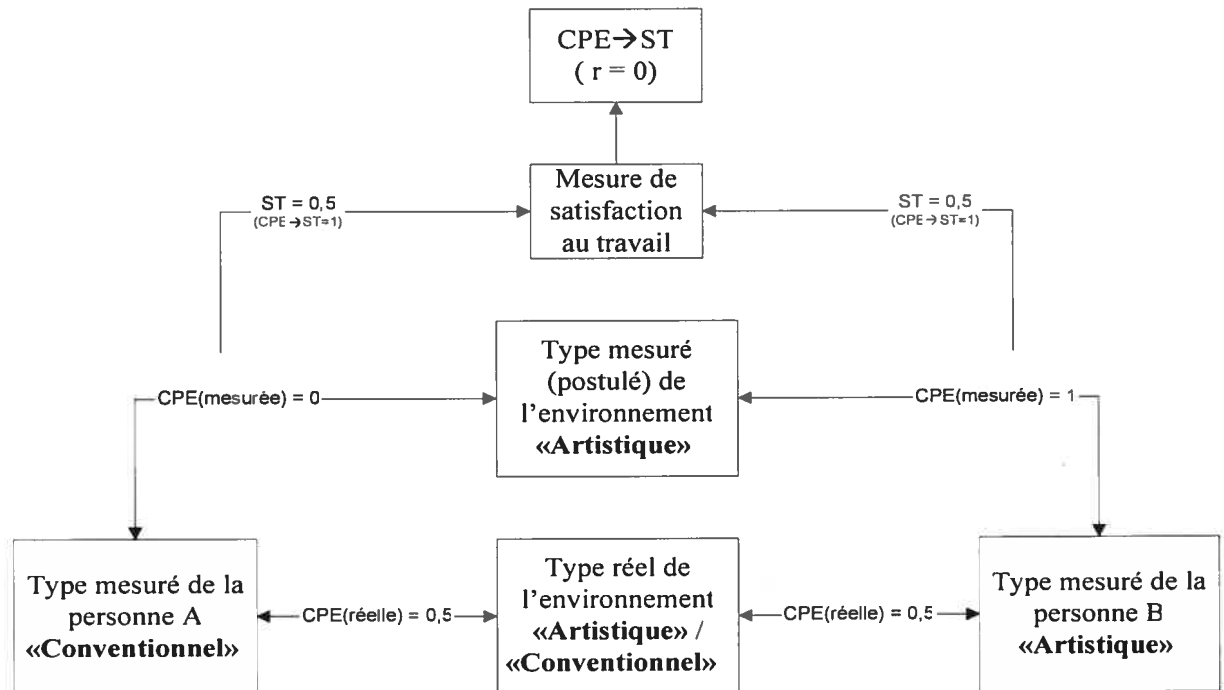 CPE→ST
( r = 0)
Mesure de
satisfaction
au travail
ST = 0,5
(CPE→ST=1)
ST = 0,5
(CPE→ST=1)
Type mesuré
(postulé) de
l’environnement
«Artistique»
CPE(mesurée) = 0
CPE(mesurée) = 1
Type mesuré de la
personne A
«Conventionnel»
CPE(réelle) = 0,5
Type réel de
l’environnement
«Artistique» /
«Conventionnel»
CPE(réelle) = 0,5
Type mesuré de la
personne B
«Artistique»